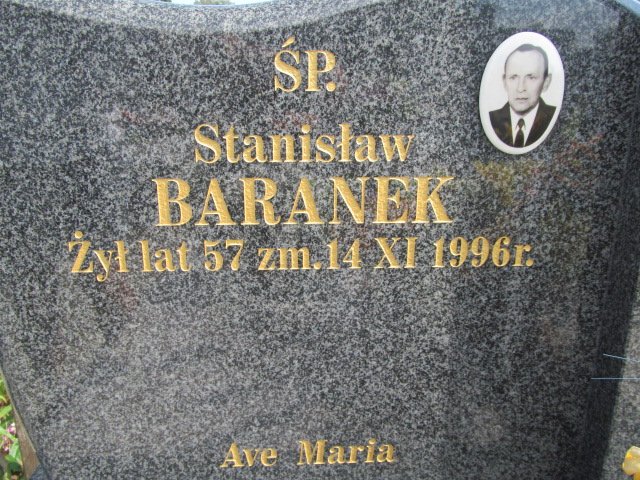 ŚP.
Stanisław
BARANEK
Żył lat 57 zm. 14 XI 1996r.
Ave Maria